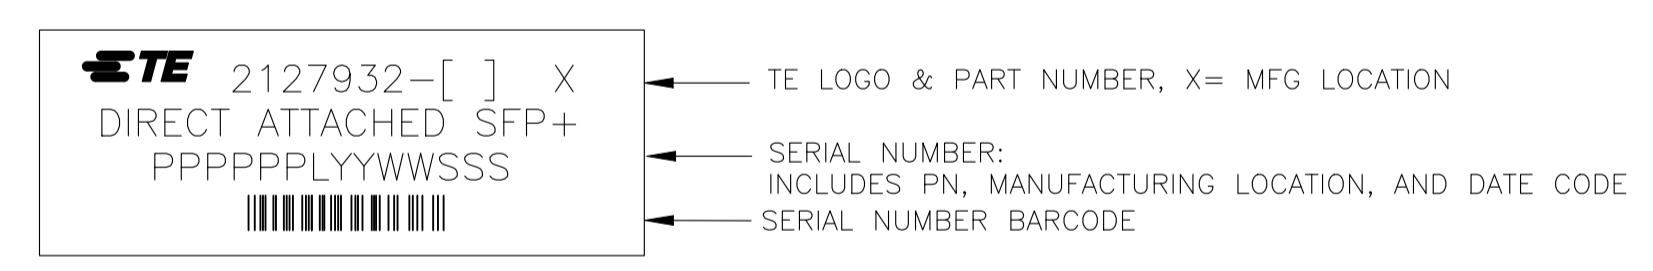 TE 2127932-[ ] X
DIRECT ATTACHED SFP+
PPPPPPLYYWWSSS
TE LOGO & PART NUMBER, X= MFG LOCATION
SERIAL NUMBER:
INCLUDES PN, MANUFACTURING LOCATION, AND DATE CODE
SERIAL NUMBER BARCODE